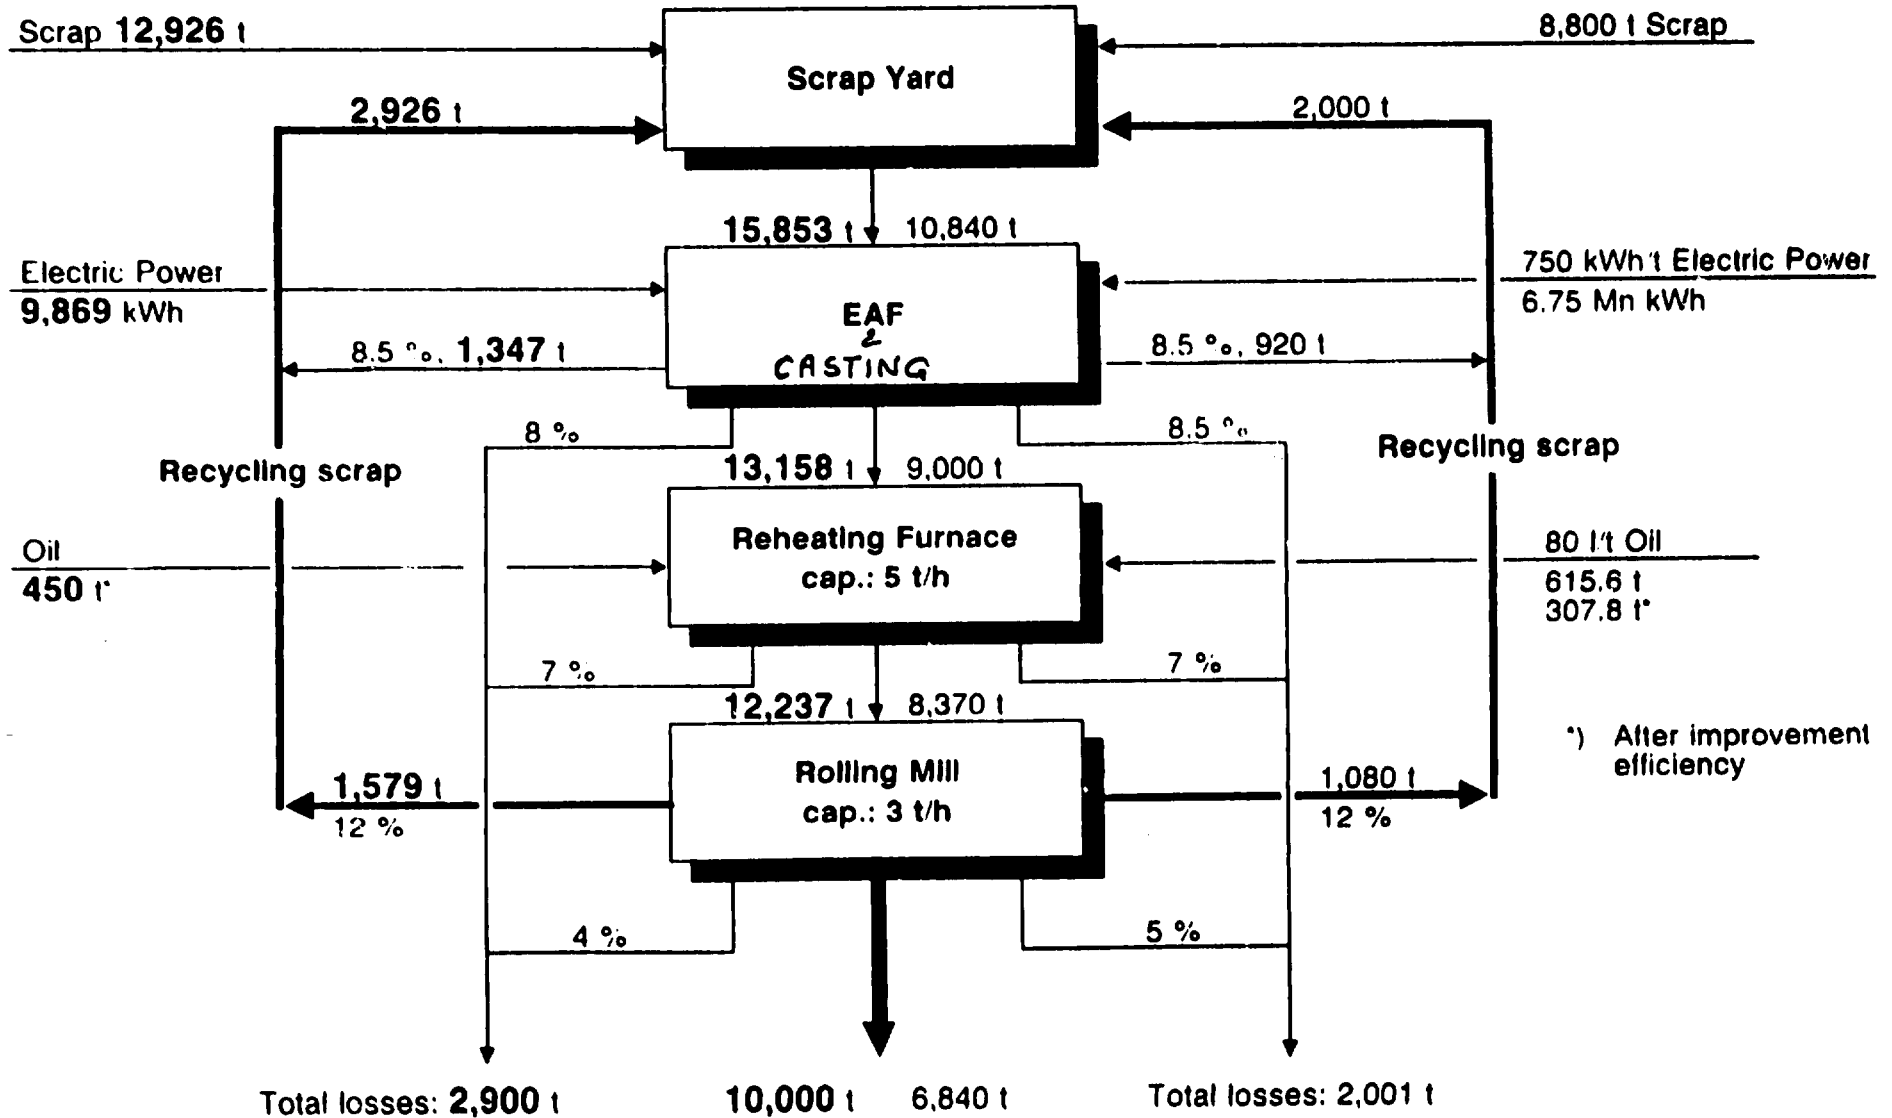 Scrap 12,926 t
8,800 t Scrap
Scrap Yard
2,926 t
2,000 t
15,853 t 10,840 t
Electric Power
9,869 kWh
750 kWh't Electric Power
6.75 Mn kWh
EAF
&
CASTING
8.5 %, 1,347 t
8.5 %, 920 t
8 %
8.5 %
Recycling scrap
Recycling scrap
13,158 t 9,000 t
Reheating Furnace
cap.: 5 t/h
Oil
450 t*
80 l't Oil
615.6 t
307.8 t*
7 %
7 %
12,237 t 8,370 t
*) After improvement
efficiency
Rolling Mill
cap.: 3 t/h
1,579 t
12 %
1,080 t
12 %
4 %
5 %
Total losses: 2,900 t
10,000 t 6,840 t
Total losses: 2,001 t